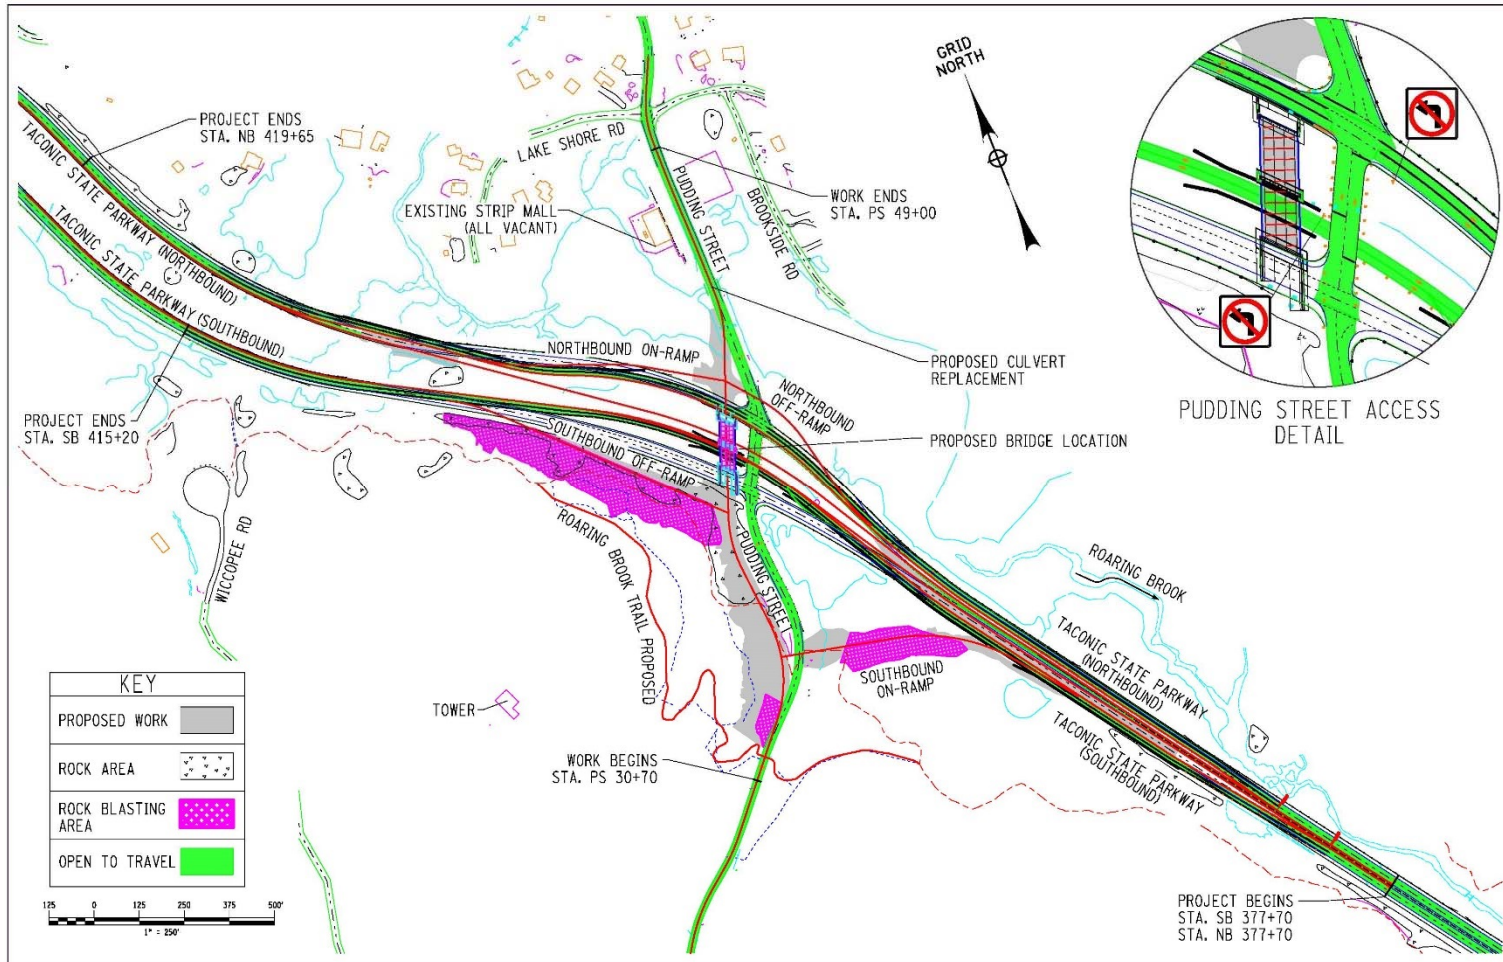 GRID
NORTH
PROJECT ENDS
STA. NB 419+65
LAKE SHORE RD
WORK ENDS
STA. PS 49+00
EXISTING STRIP MALL
(ALL VACANT)
PUDDING STREET
BROOKSIDE RD
TACONIC STATE PARKWAY (NORTHBOUND)
TACONIC STATE PARKWAY (SOUTHBOUND)
NORTHBOUND ON-RAMP
PROPOSED CULVERT
REPLACEMENT
NORTHBOUND
OFF-RAMP
PUDDING STREET ACCESS
DETAIL
PROJECT ENDS
STA. SB 415+20
PROPOSED BRIDGE LOCATION
SOUTHBOUND OFF-RAMP
WICCOPEE RD
ROARING BROOK TRAIL PROPOSED
PUDDING STREET
ROARING BROOK
TACONIC STATE PARKWAY
(NORTHBOUND)
SOUTHBOUND
ON-RAMP
TACONIC STATE PARKWAY
(SOUTHBOUND)
TOWER
WORK BEGINS
STA. PS 30+70
KEY
PROPOSED WORK
ROCK AREA
ROCK BLASTING
AREA
OPEN TO TRAVEL
125 0 125 250 375 500'
1" = 250'
PROJECT BEGINS
STA. SB 377+70
STA. NB 377+70